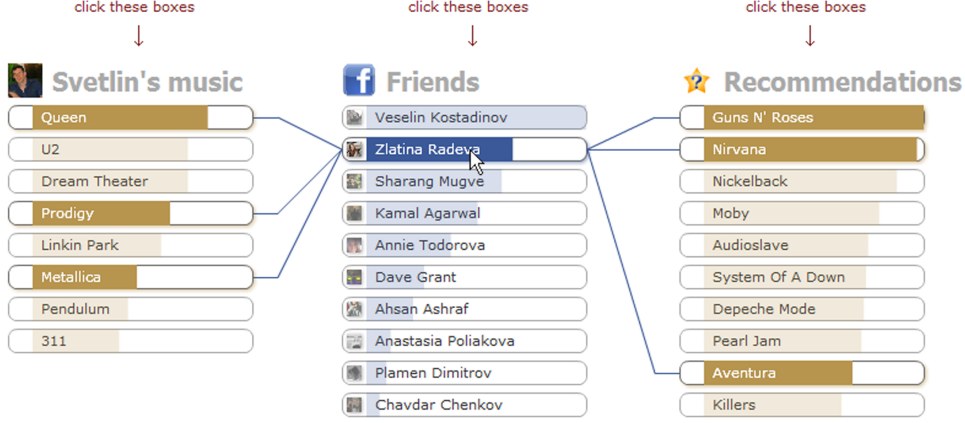 click these boxes
click these boxes
click these boxes
Svetlin's music
Queen
U2
Dream Theater
Prodigy
Linkin Park
Metallica
Pendulum
311
Friends
Veselin Kostadinov
Zlatina Radeva
Sharang Mugve
Kamal Agarwal
Annie Todorova
Dave Grant
Ahsan Ashraf
Anastasia Poliakova
Plamen Dimitrov
Chavdar Chenkov
Recommendations
Guns N' Roses
Nirvana
Nickelback
Moby
Audioslave
System Of A Down
Depeche Mode
Pearl Jam
Aventura
Killers